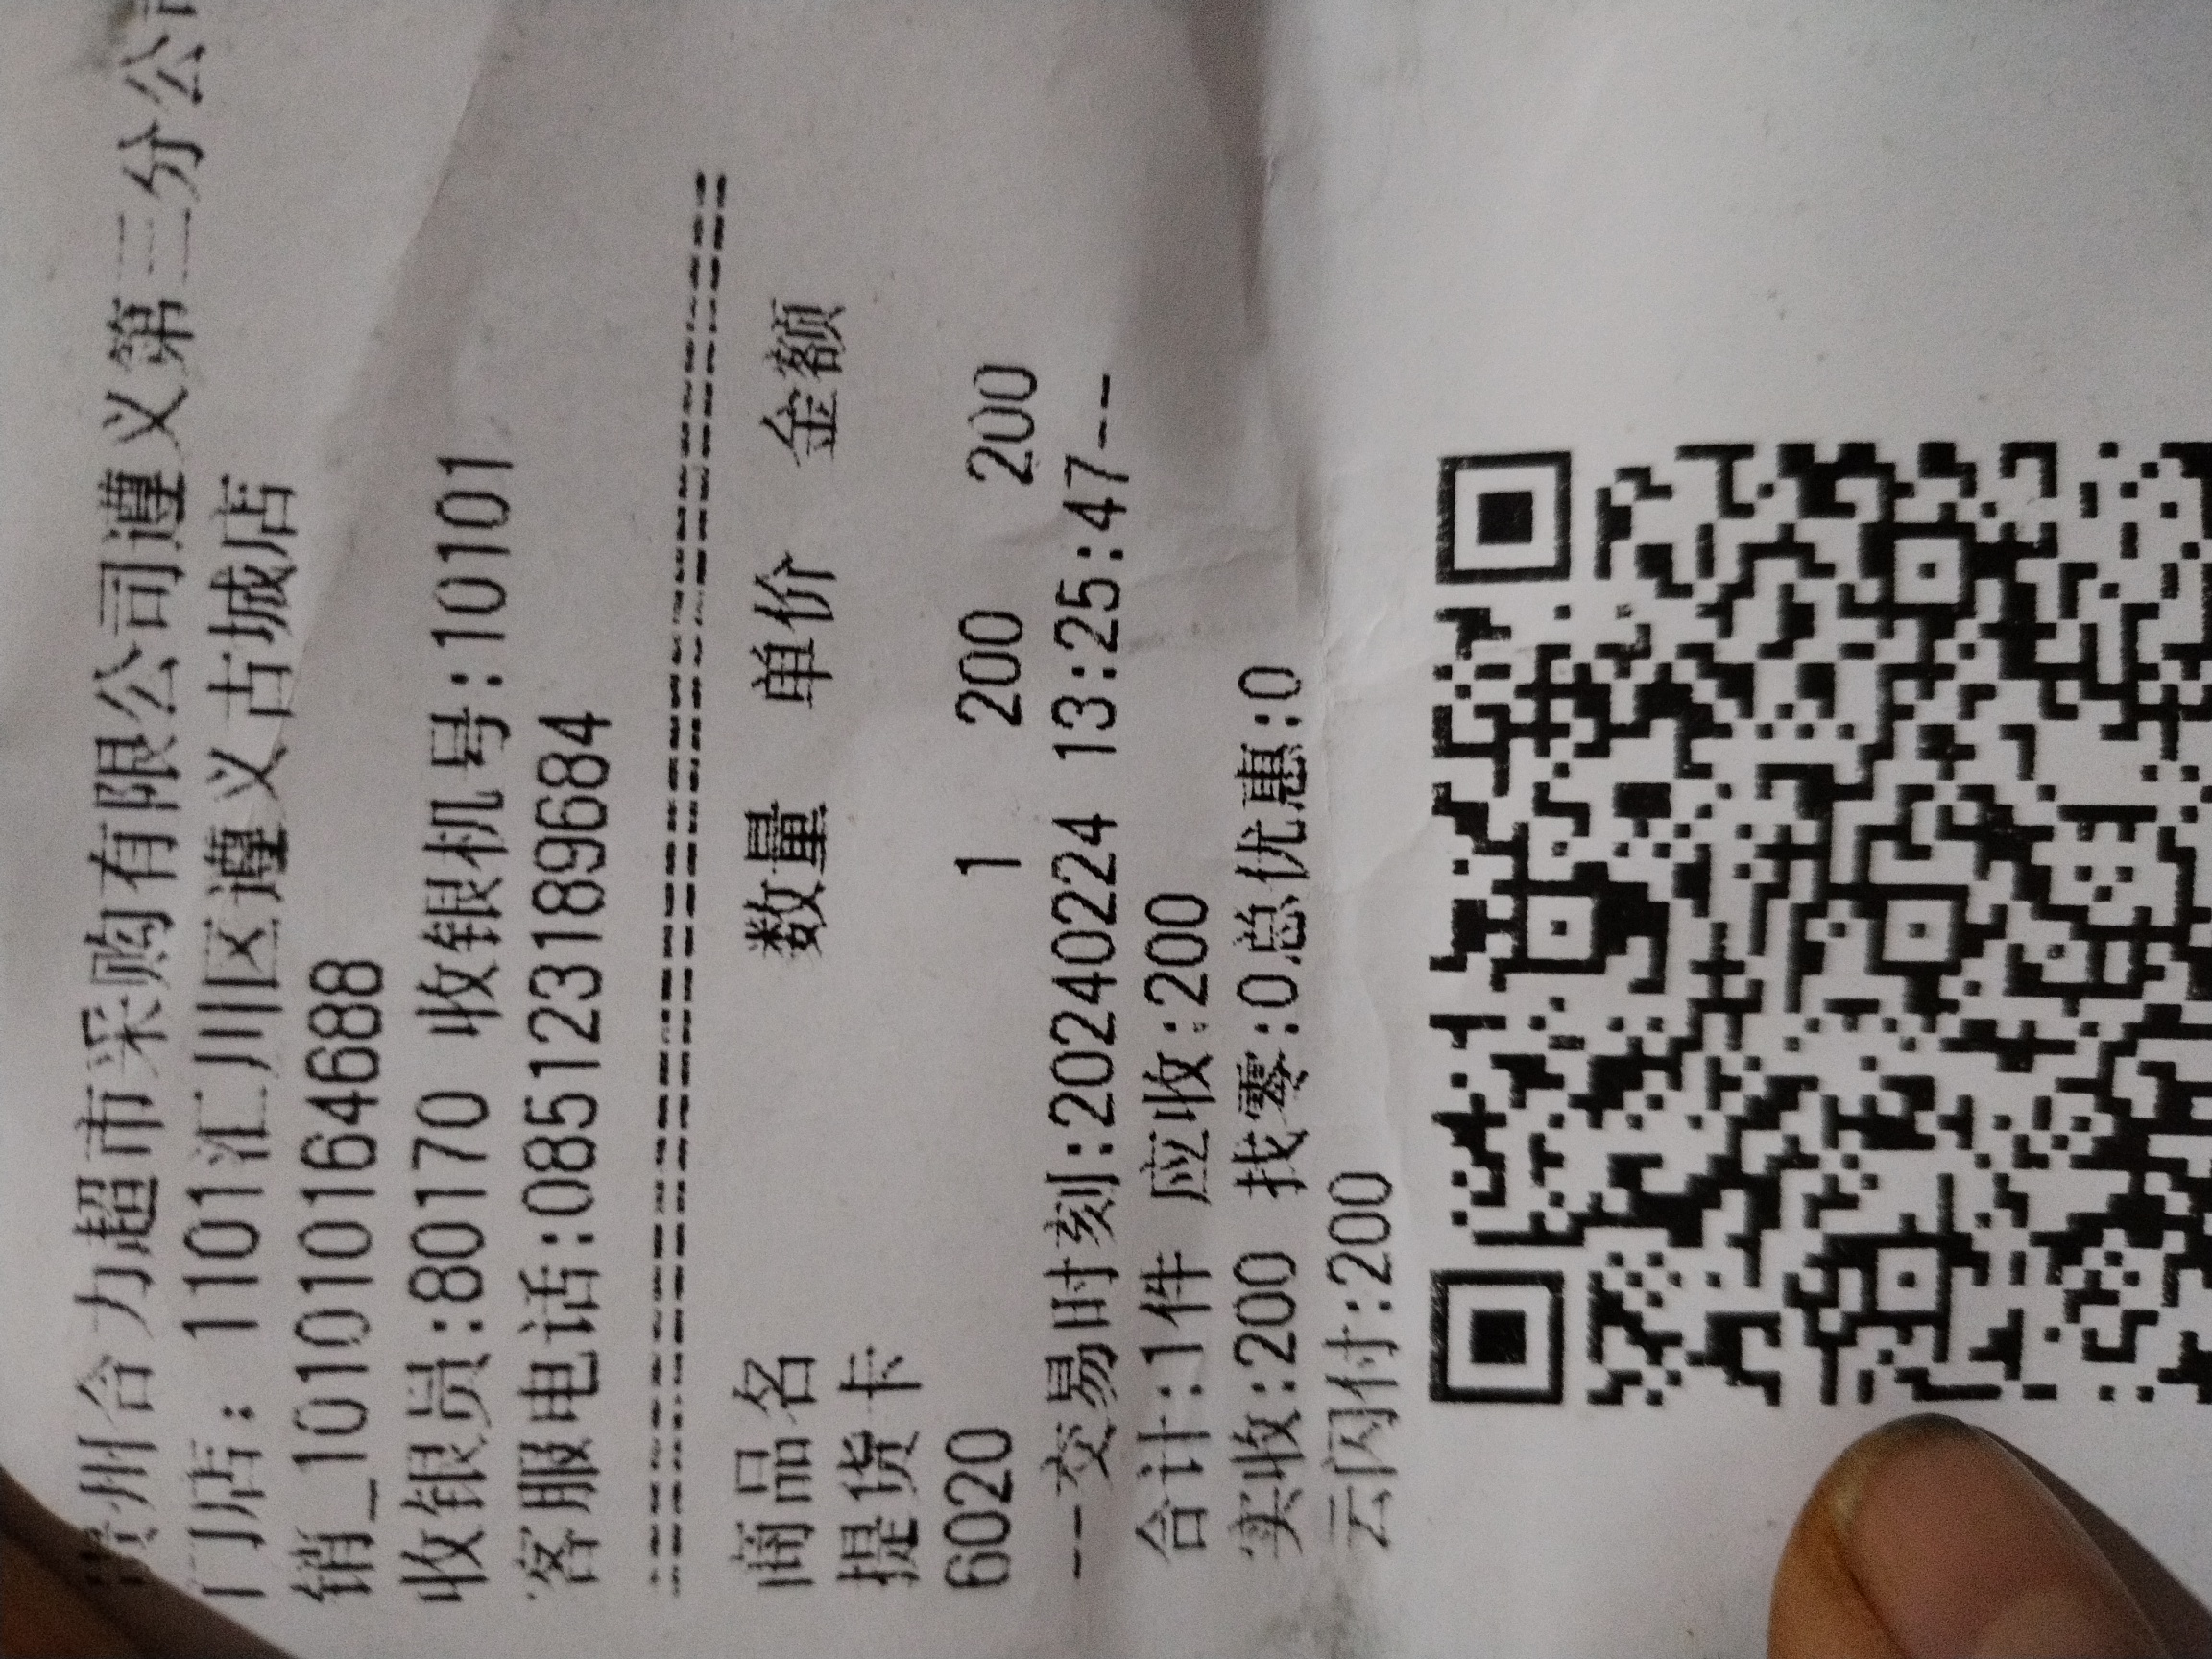 贵州合力超市采购有限公司遵义第三分公司
门店：1101汇川区遵义古城店
销_101010164688
收银员:80170 收银机号:10101
客服电话:085123189684
==========================================
商品名 数量 单价 金额
提货卡
6020 1 200 200
--交易时刻:20240224 13:25:47--
合计:1件 应收:200
实收:200 找零:0总优惠:0
云闪付:200